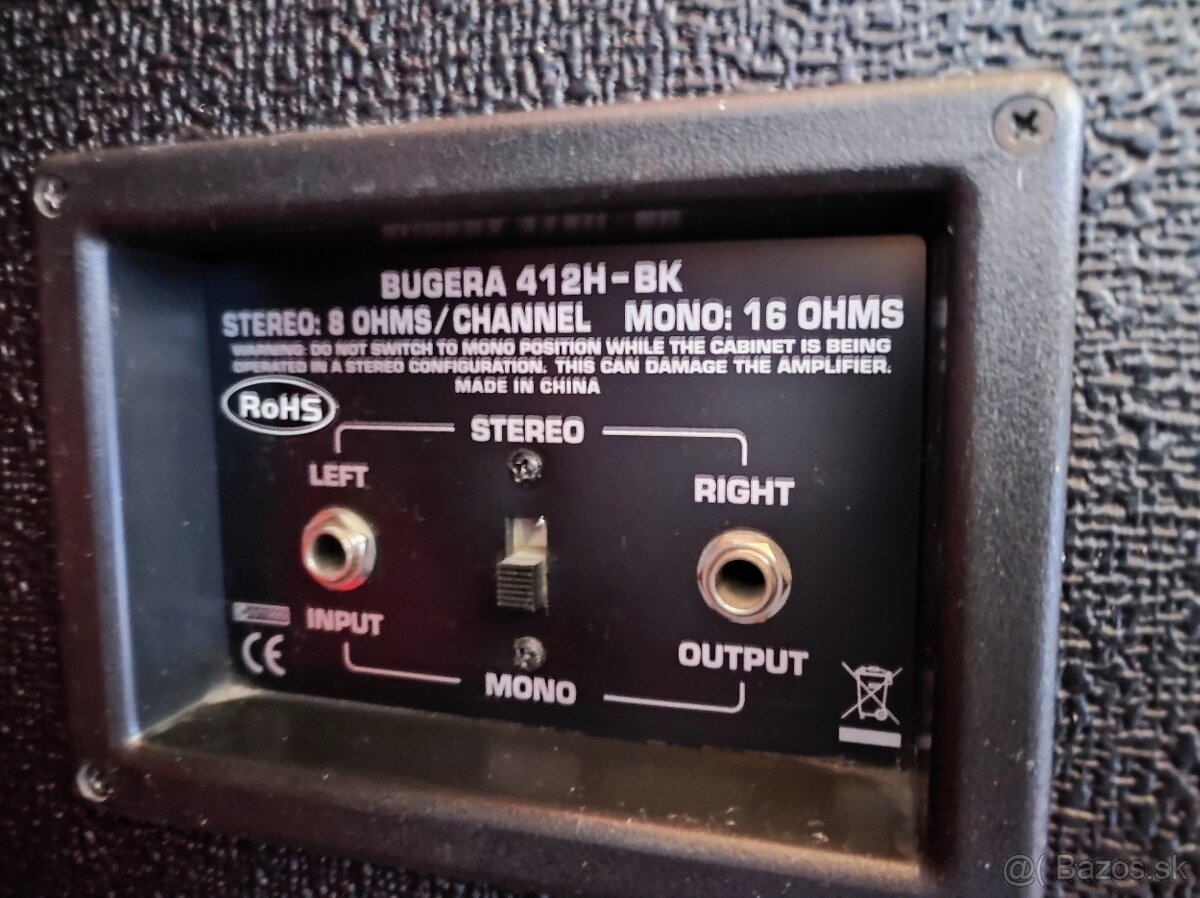 BUGERA 412H-BK
STEREO: 8 OHMS/CHANNEL MONO: 16 OHMS
WARNING: DO NOT SWITCH TO MONO POSITION WHILE THE CABINET IS BEING
OPERATED IN A STEREO CONFIGURATION. THIS CAN DAMAGE THE AMPLIFIER.
MADE IN CHINA
RoHS
STEREO
LEFT
RIGHT
INPUT
OUTPUT
CE
MONO
@( Bazos.sk